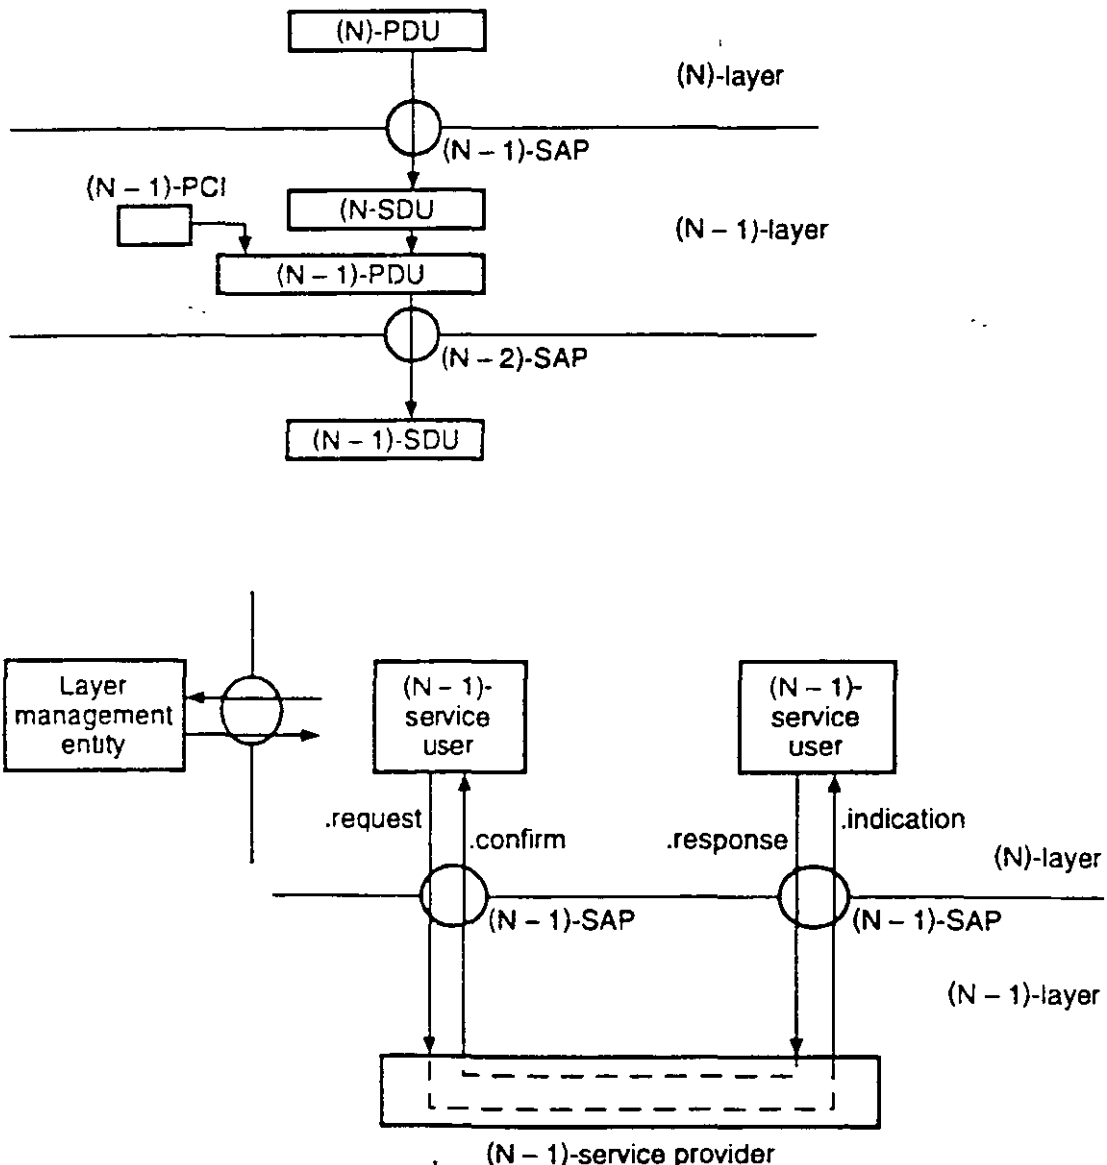 (N)-PDU
(N)-layer
(N – 1)-SAP
(N – 1)-PCI
(N-SDU
(N – 1)-layer
(N – 1)-PDU
(N – 2)-SAP
(N – 1)-SDU
Layer
management
entity
(N – 1)-
service
user
(N – 1)-
service
user
.request
.confirm
.response
.indication
(N)-layer
(N – 1)-SAP
(N – 1)-SAP
(N – 1)-layer
(N – 1)-service provider